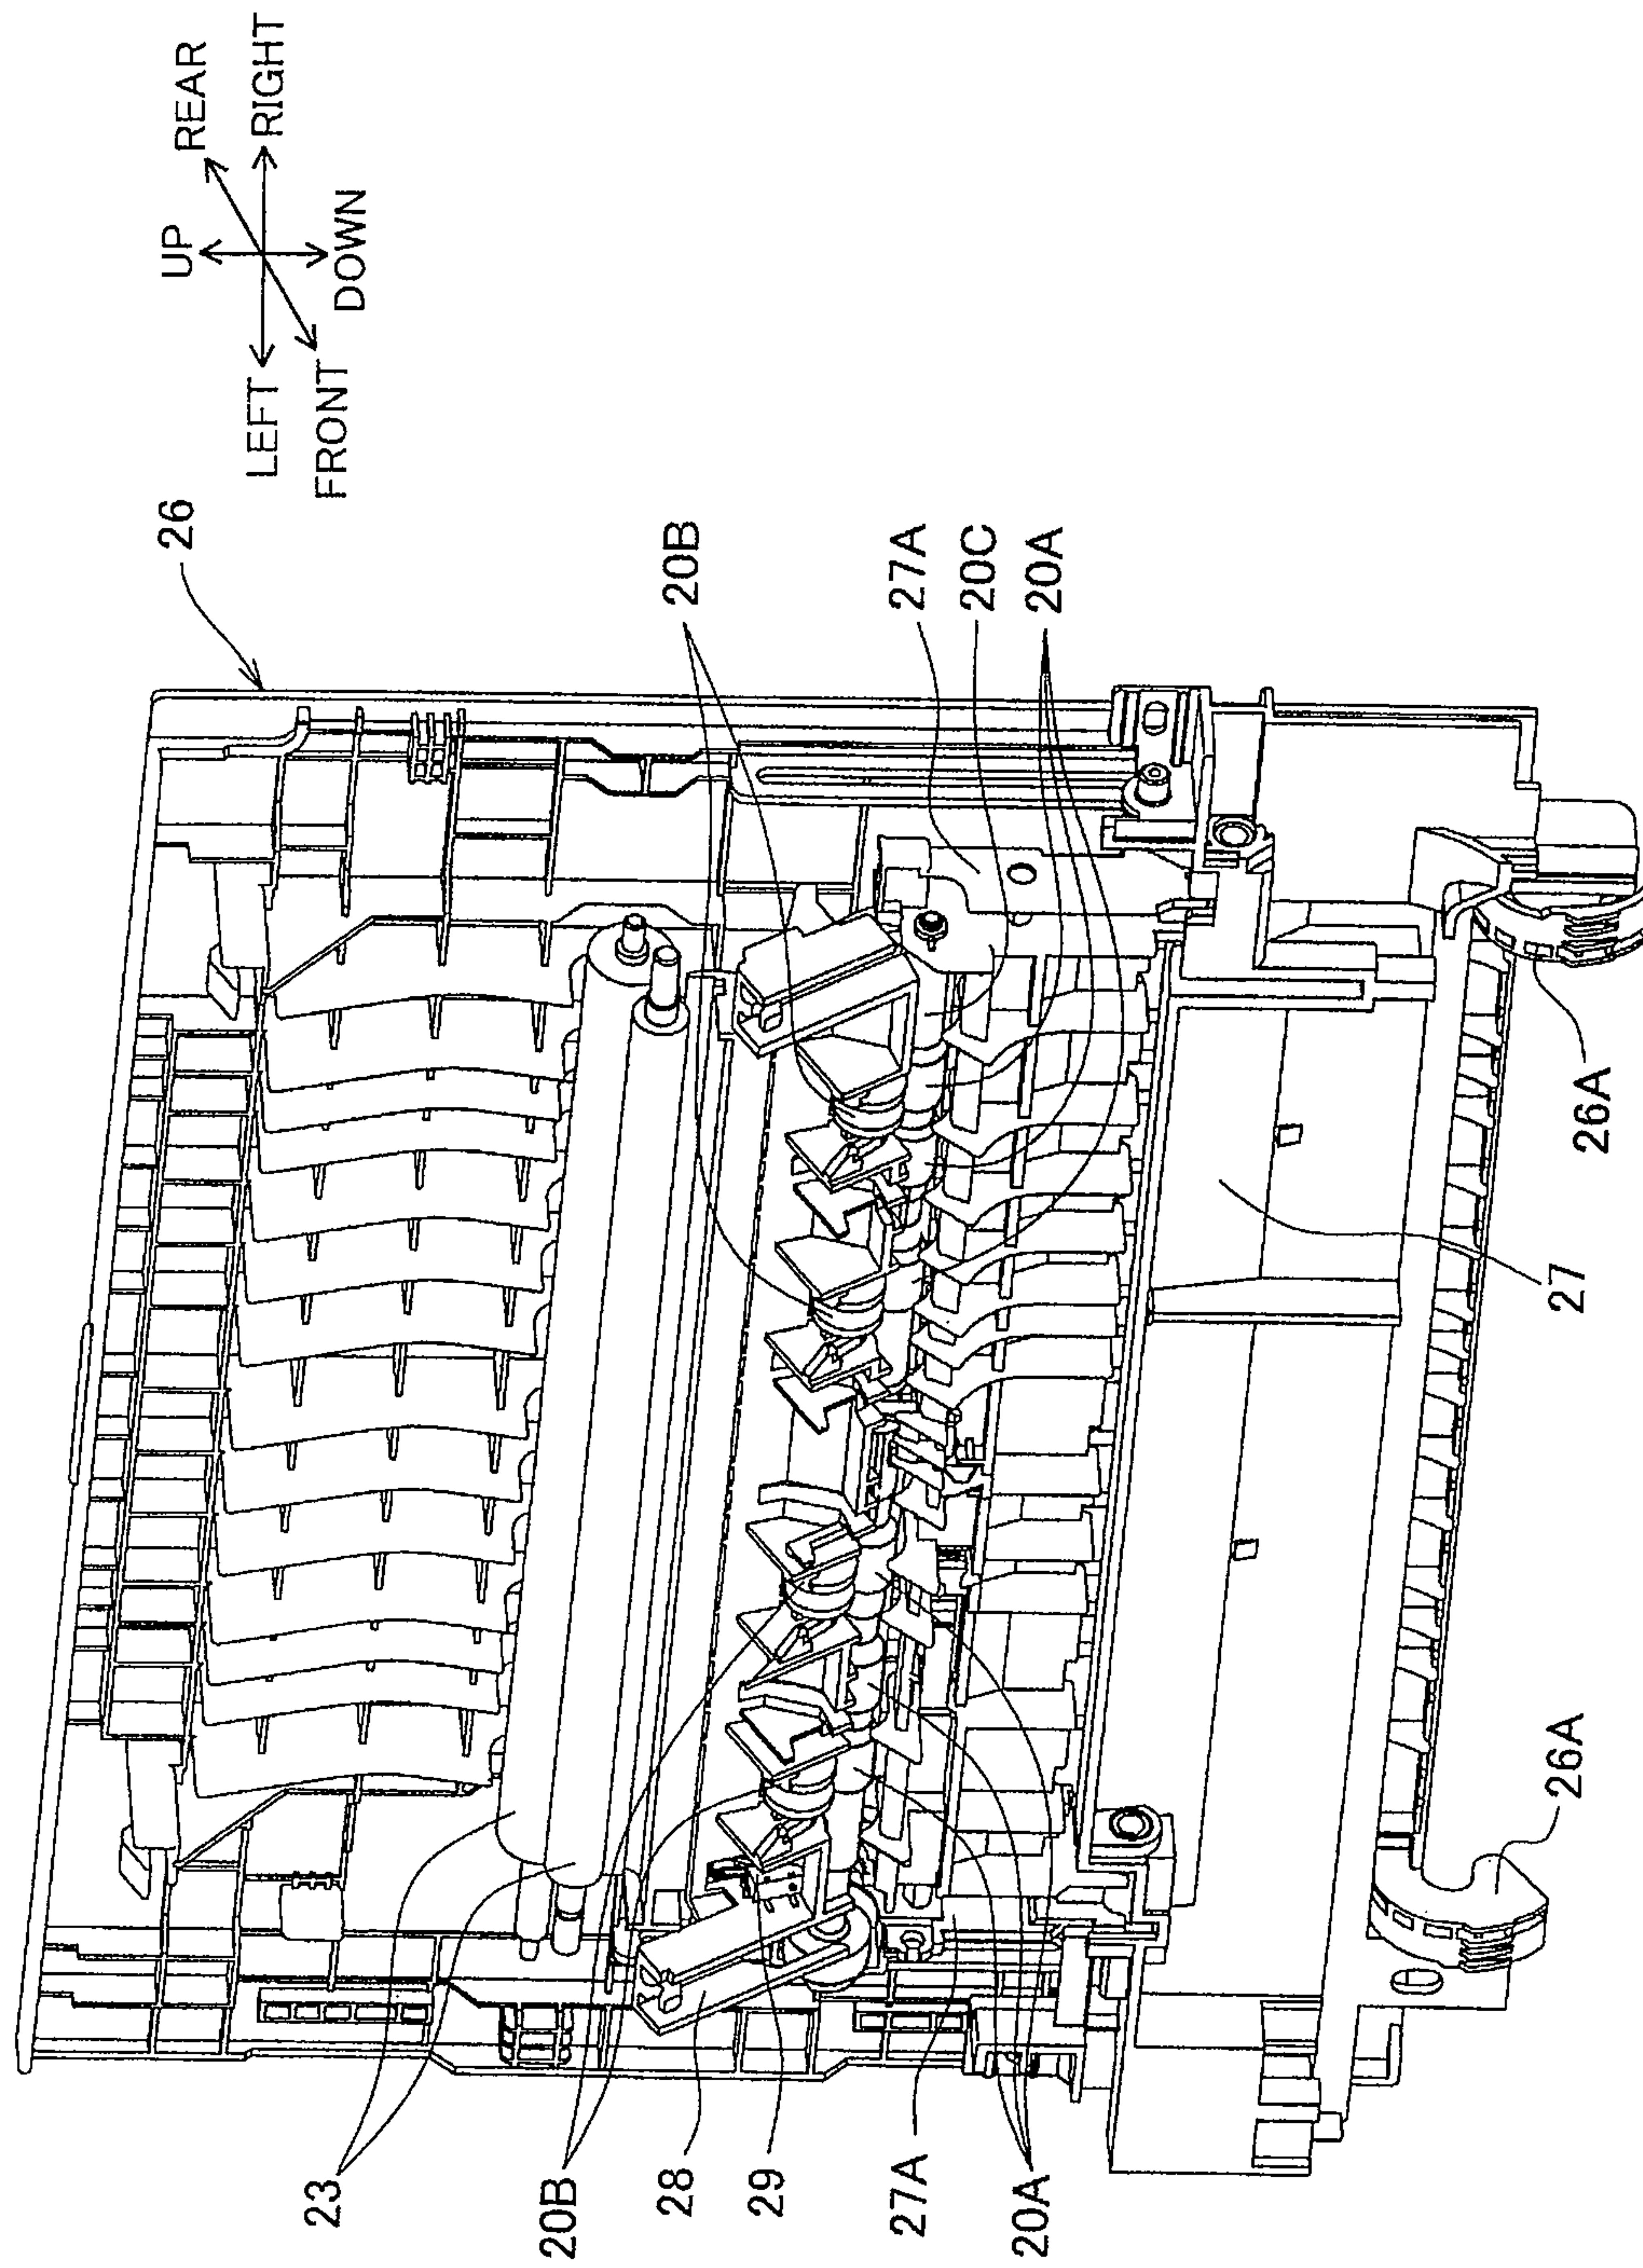 UP
REAR
LEFT
RIGHT
FRONT
DOWN
26
20B
27A
20C
20A
23
20B
28
29
27A
20A
27
26A
26A